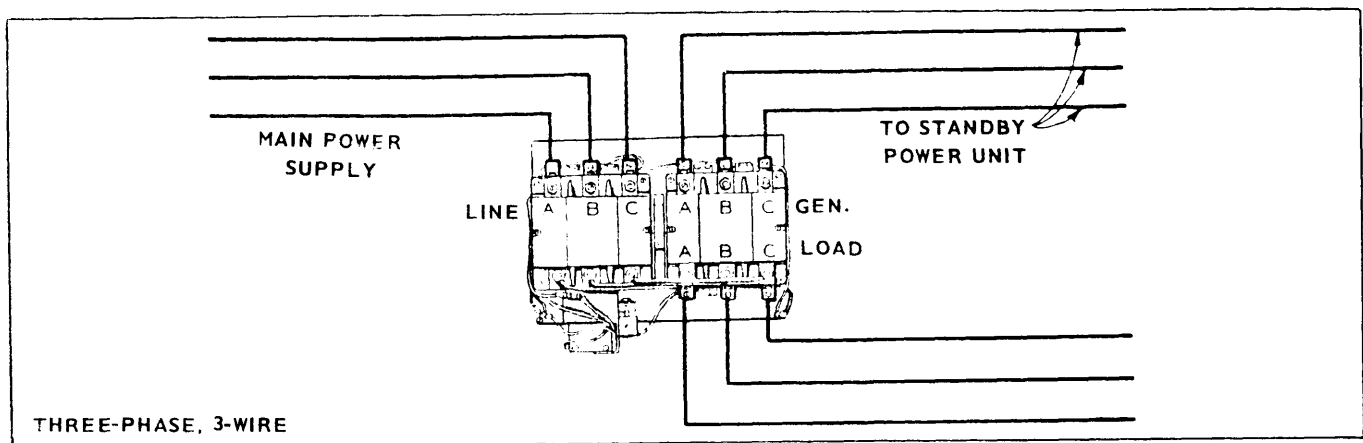 MAIN POWER
SUPPLY
TO STANDBY
POWER UNIT
LINE A B C A B C GEN.
A B C LOAD
THREE-PHASE, 3-WIRE